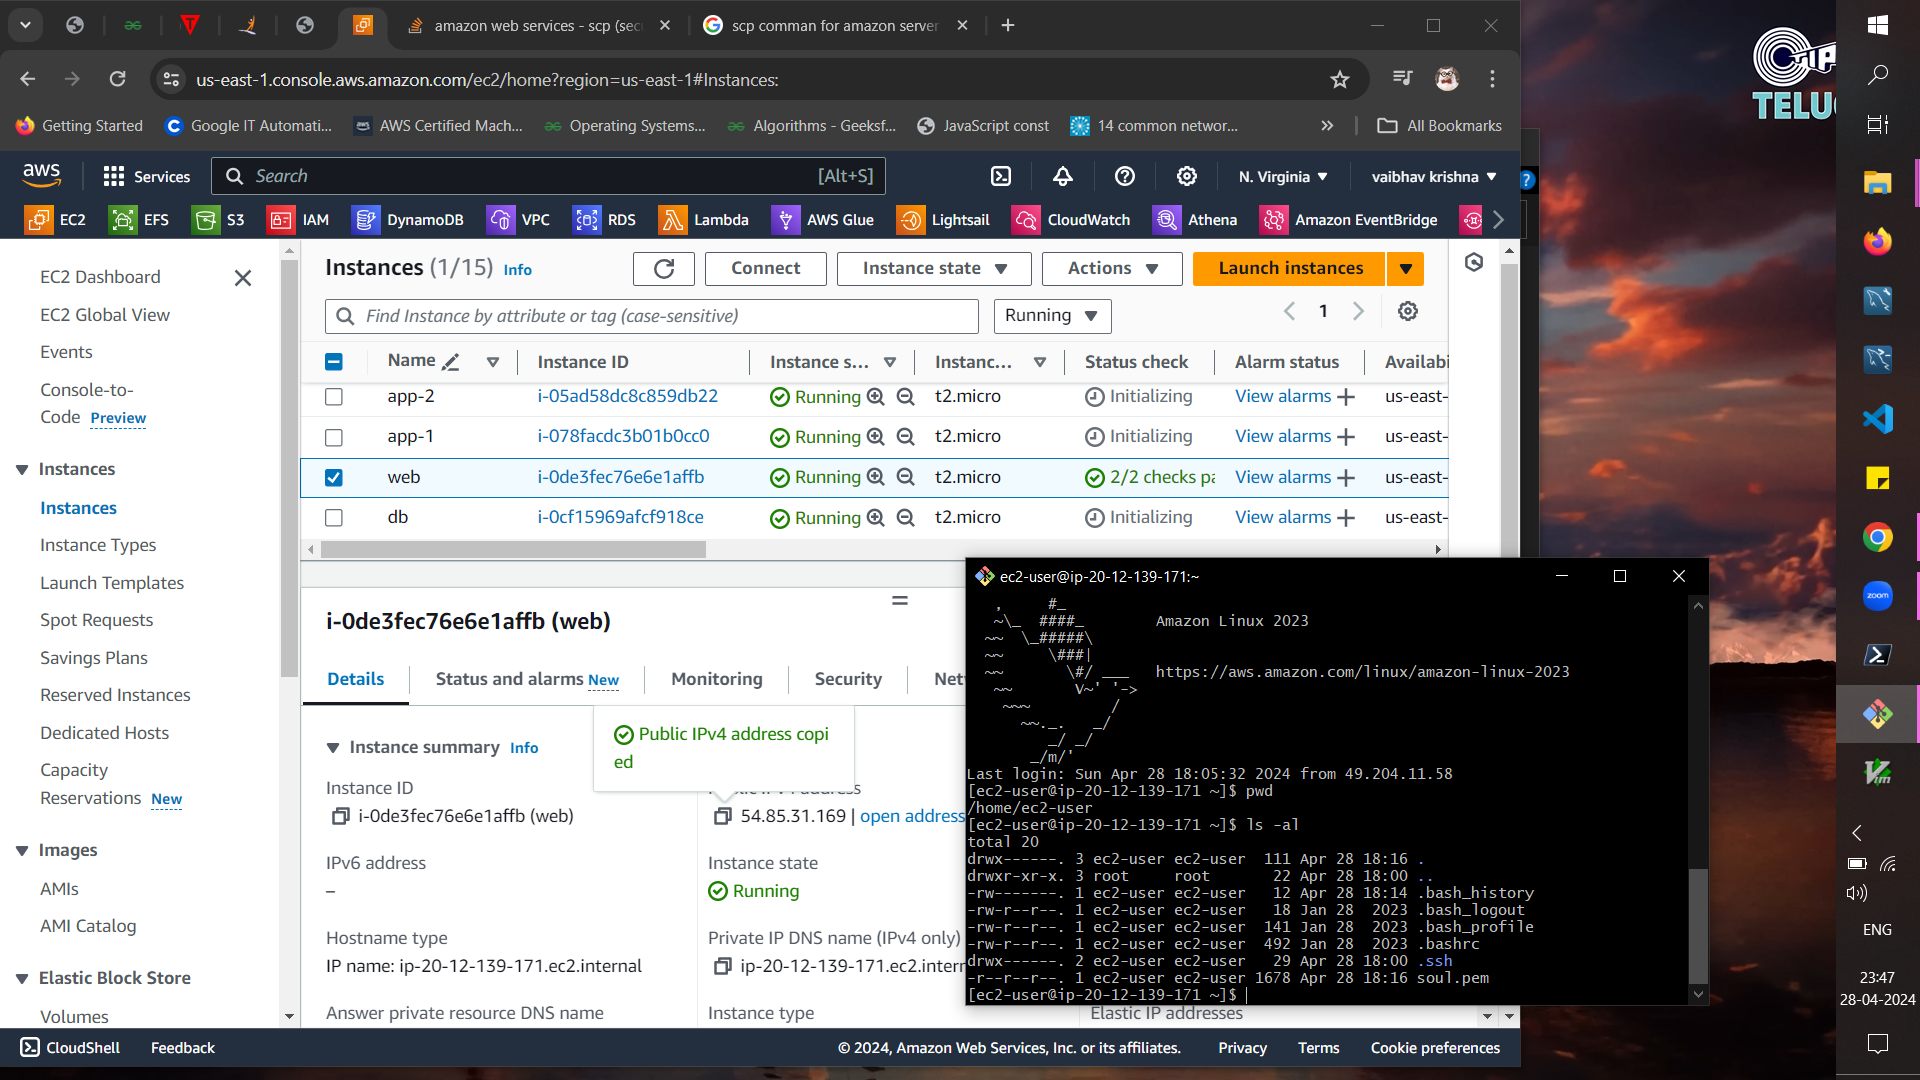 amazon web services - scp (sec
scp comman for amazon server
us-east-1.console.aws.amazon.com/ec2/home?region=us-east-1#Instances:
Getting Started
Google IT Automati...
AWS Certified Mach...
Operating Systems...
Algorithms - Geeksf...
JavaScript const
14 common networ...
All Bookmarks
TELU
aws
Services
Search
[Alt+S]
N. Virginia
vaibhav krishna
EC2
EFS
S3
IAM
DynamoDB
VPC
RDS
Lambda
AWS Glue
Lightsail
CloudWatch
Athena
Amazon EventBridge
EC2 Dashboard
EC2 Global View
Events
Console-to-
Code Preview
Instances
Instances
Instance Types
Launch Templates
Spot Requests
Savings Plans
Reserved Instances
Dedicated Hosts
Capacity
Reservations New
Images
AMIs
AMI Catalog
Elastic Block Store
Volumes
Instances (1/15) Info
Connect
Instance state
Actions
Launch instances
Find Instance by attribute or tag (case-sensitive)
Running
1
Name
Instance ID
Instance s...
Instanc...
Status check
Alarm status
Availabi
app-2 i-05ad58dc8c859db22 Running t2.micro Initializing View alarms + us-east-
app-1 i-078facdc3b01b0cc0 Running t2.micro Initializing View alarms + us-east-
web i-0de3fec76e6e1affb Running t2.micro 2/2 checks pa View alarms + us-east-
db i-0cf15969afcf918ce Running t2.micro Initializing View alarms + us-east-
i-0de3fec76e6e1affb (web)
Details
Status and alarms New
Monitoring
Security
Net
Instance summary Info
Public IPv4 address copi
ed
Instance ID
i-0de3fec76e6e1affb (web)
54.85.31.169 | open address
IPv6 address
–
Instance state
Running
Hostname type
IP name: ip-20-12-139-171.ec2.internal
Private IP DNS name (IPv4 only)
ip-20-12-139-171.ec2.intern
Answer private resource DNS name
Instance type
Elastic IP addresses
ec2-user@ip-20-12-139-171:~
   ,     #_
   ~\_  ####_        Amazon Linux 2023
  ~~  \_#####\
  ~~     \###|
  ~~       \#/ ___   https://aws.amazon.com/linux/amazon-linux-2023
   ~~       V~' '->
    ~~~         /
      ~~._.   _/
         _/ _/
       _/m/'
Last login: Sun Apr 28 18:05:32 2024 from 49.204.11.58
[ec2-user@ip-20-12-139-171 ~]$ pwd
/home/ec2-user
[ec2-user@ip-20-12-139-171 ~]$ ls -al
total 20
drwx------. 3 ec2-user ec2-user  111 Apr 28 18:16 .
drwxr-xr-x. 3 root     root       22 Apr 28 18:00 ..
-rw-------. 1 ec2-user ec2-user   12 Apr 28 18:14 .bash_history
-rw-r--r--. 1 ec2-user ec2-user   18 Jan 28  2023 .bash_logout
-rw-r--r--. 1 ec2-user ec2-user  141 Jan 28  2023 .bash_profile
-rw-r--r--. 1 ec2-user ec2-user  492 Jan 28  2023 .bashrc
drwx------. 2 ec2-user ec2-user   29 Apr 28 18:00 .ssh
-r--r--r--. 1 ec2-user ec2-user 1678 Apr 28 18:16 soul.pem
[ec2-user@ip-20-12-139-171 ~]$
CloudShell
Feedback
© 2024, Amazon Web Services, Inc. or its affiliates.
Privacy
Terms
Cookie preferences
zoom
ENG
23:47
28-04-2024